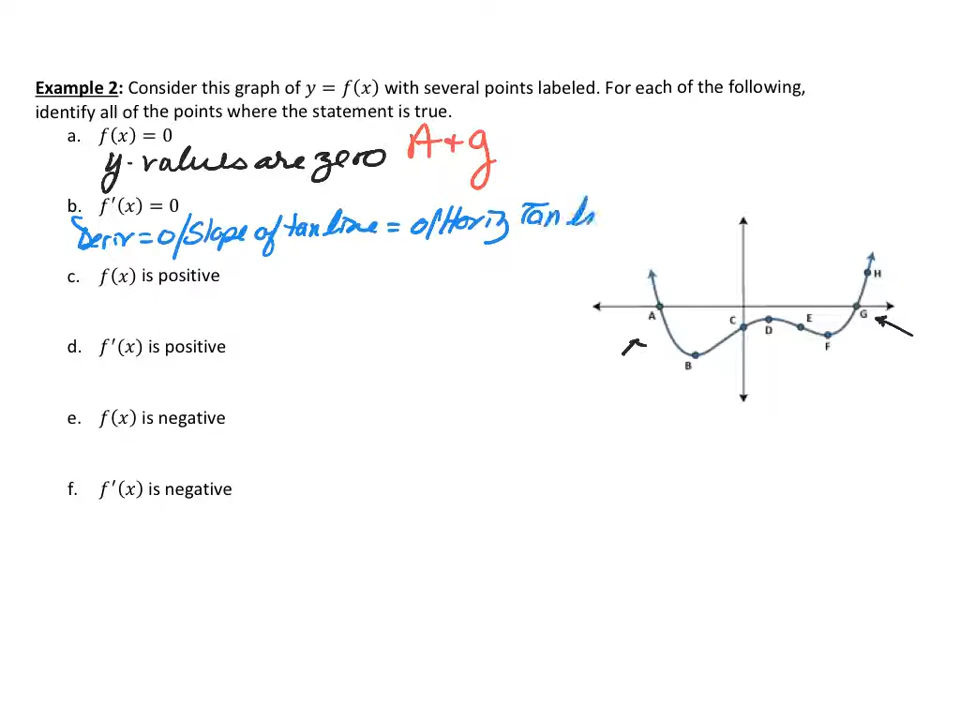 Example 2: Consider this graph of y = f(x) with several points labeled. For each of the following,
identify all of the points where the statement is true.
a. f(x) = 0
y-values are zero A + g
b. f'(x) = 0
Deriv = 0/Slope of tan line = 0/Horiz Tan
c. f(x) is positive
d. f'(x) is positive
e. f(x) is negative
f. f'(x) is negative
A
B
C
D
E
F
G
H